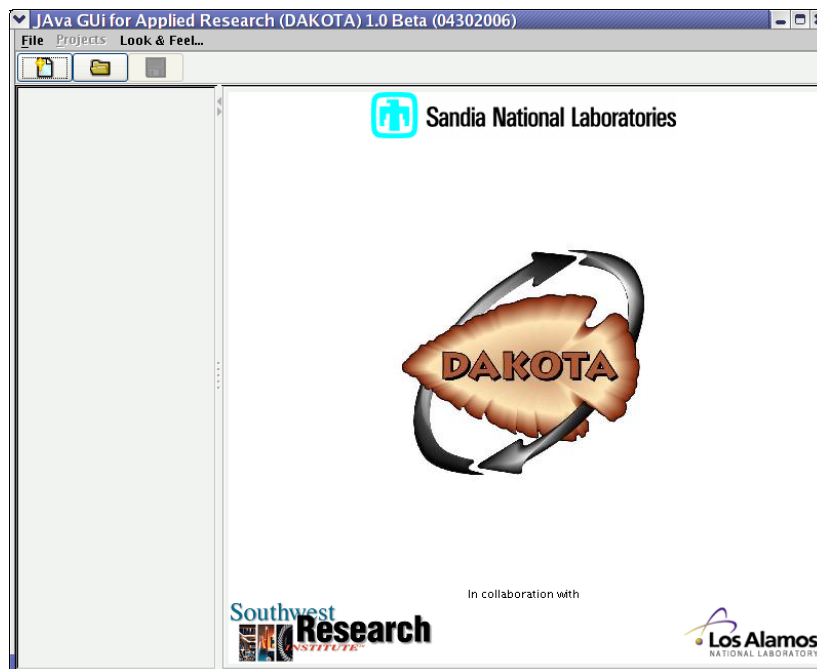 JAva GUi for Applied Research (DAKOTA) 1.0 Beta (04302006)
File Projects Look & Feel...
Sandia National Laboratories
DAKOTA
In collaboration with
Southwest
Research
INSTITUTE™
Los Alamos
NATIONAL LABORATORY